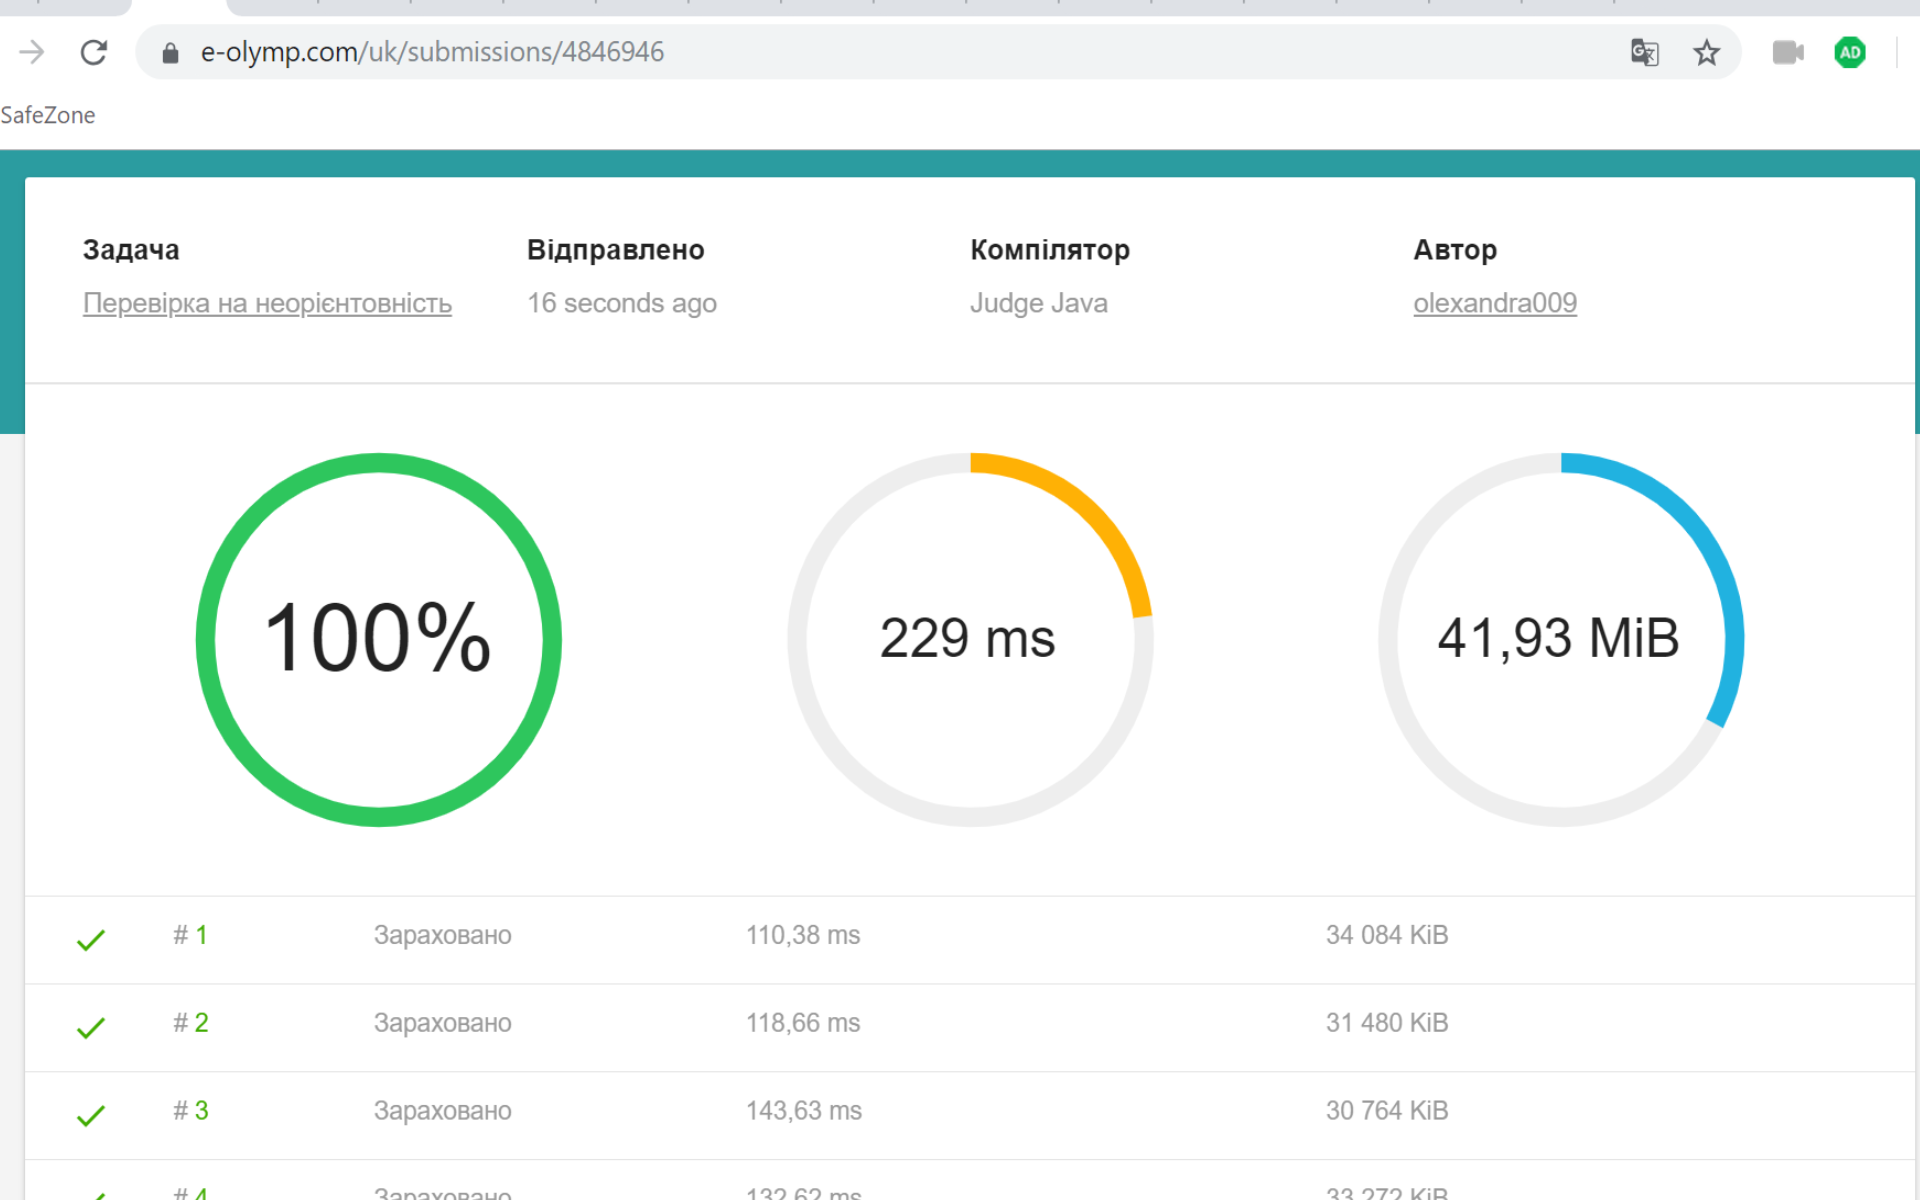 e-olymp.com/uk/submissions/4846946
AD
SafeZone
Задача Відправлено Компілятор Автор
Перевірка на неорієнтовність 16 seconds ago Judge Java olexandra009
100% 229 ms 41,93 MiB
# 1 Зараховано 110,38 ms 34 084 KiB
# 2 Зараховано 118,66 ms 31 480 KiB
# 3 Зараховано 143,63 ms 30 764 KiB
# 4 Зараховано 132,62 ms 33 272 KiB